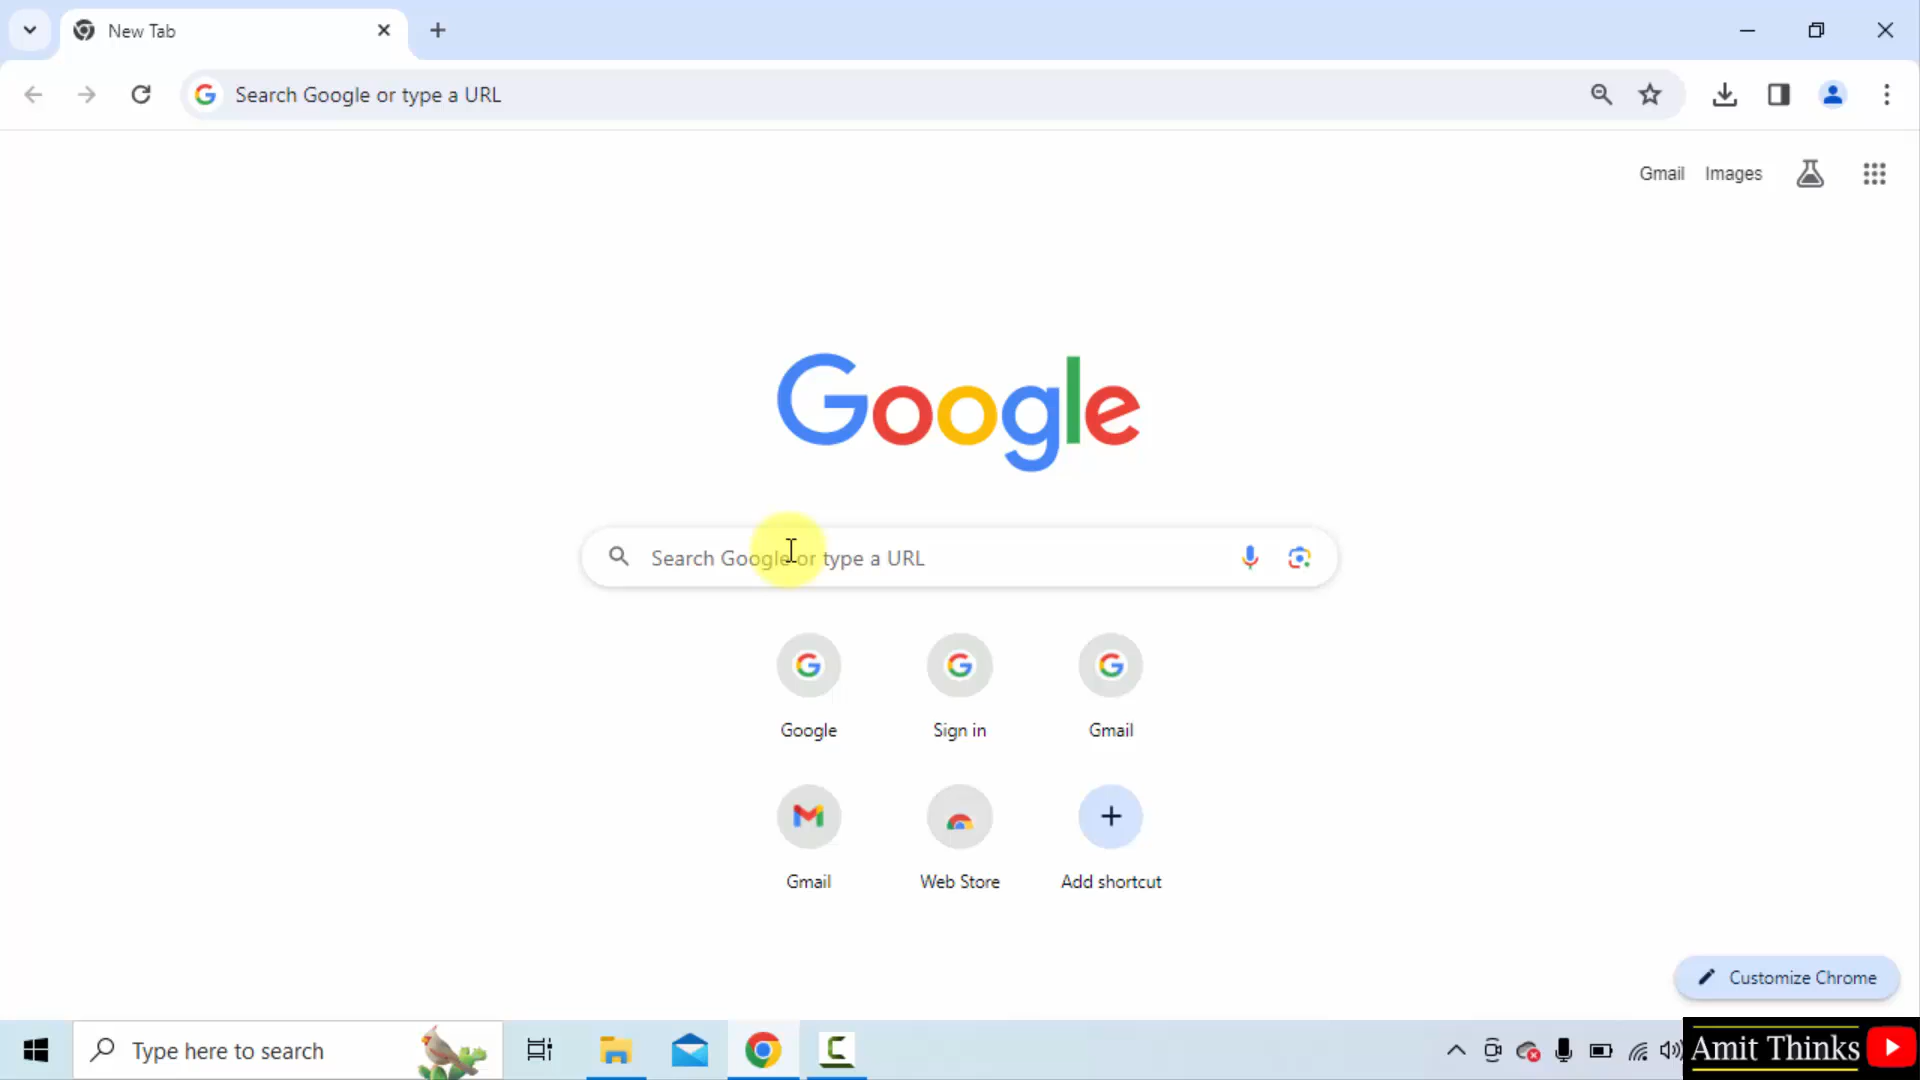 New Tab
Search Google or type a URL
Gmail Images
Google
Search Google or type a URL
Google Sign in Gmail
Gmail Web Store Add shortcut
Customize Chrome
Type here to search
Amit Thinks